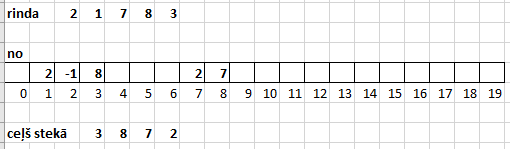 rinda 2 1 7 8 3
no
2 -1 8 2 7
0 1 2 3 4 5 6 7 8 9 10 11 12 13 14 15 16 17 18 19
ceļš stekā 3 8 7 2